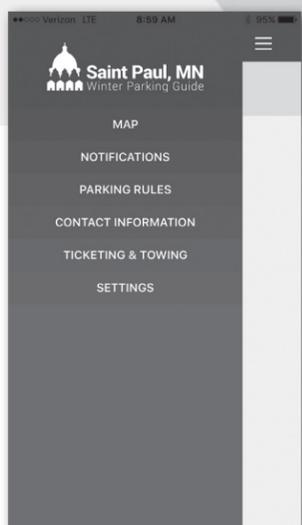 ●●○○○ Verizon LTE 8:59 AM 95%
Saint Paul, MN
Winter Parking Guide
MAP
NOTIFICATIONS
PARKING RULES
CONTACT INFORMATION
TICKETING & TOWING
SETTINGS